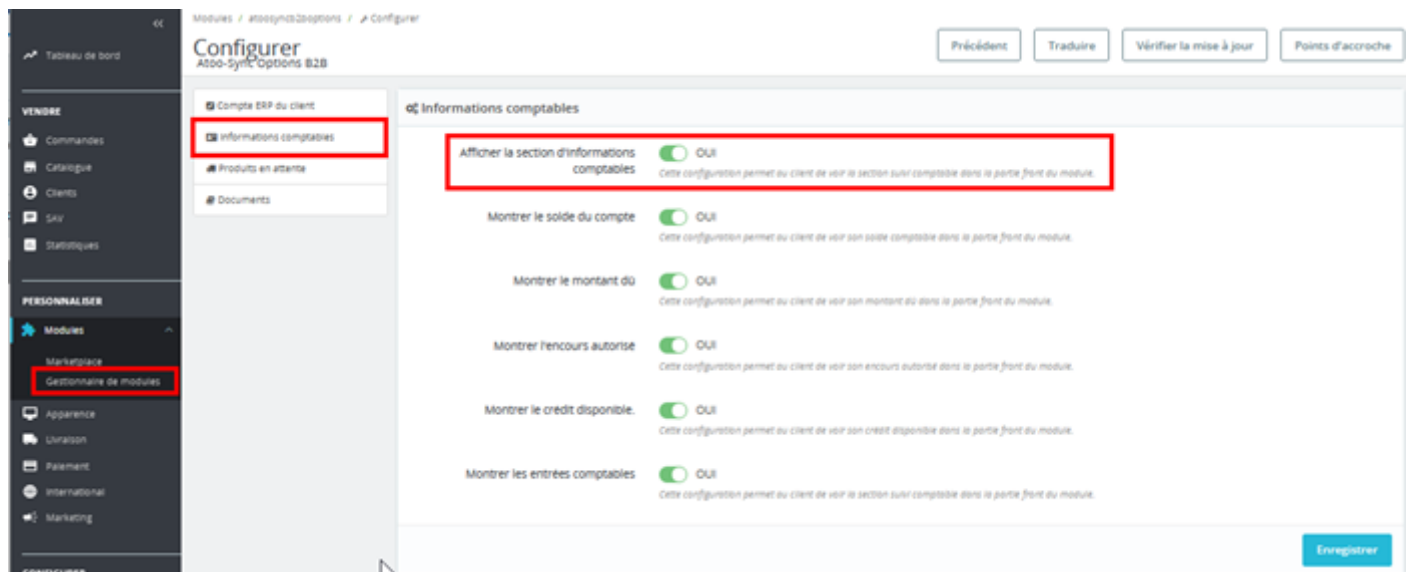 Modules / atoosyncb2boptions / Configurer
Configurer
Atoo-Sync Options B2B
Précédent
Traduire
Vérifier la mise à jour
Points d'accroche
«
Tableau de bord
VENDRE
Commandes
Catalogue
Clients
SAV
Statistiques
PERSONNALISER
Modules
Marketplace
Gestionnaire de modules
Apparence
Livraison
Paiement
International
Marketing
CONFIGURER
Compte ERP du client
Informations comptables
Produits en attente
Documents
Informations comptables
Afficher la section d'informations
comptables
OUI
Cette configuration permet au client de voir la section suivi comptable dans la partie front du module.
Montrer le solde du compte
OUI
Cette configuration permet au client de voir son solde comptable dans la partie front du module.
Montrer le montant dû
OUI
Cette configuration permet au client de voir son montant dû dans la partie front du module.
Montrer l'encours autorise
OUI
Cette configuration permet au client de voir son encours autorisé dans la partie front du module.
Montrer le crédit disponible.
OUI
Cette configuration permet au client de voir son crédit disponible dans la partie front du module.
Montrer les entrées comptables
OUI
Cette configuration permet au client de voir la section suivi comptable dans la partie front du module.
Enregistrer